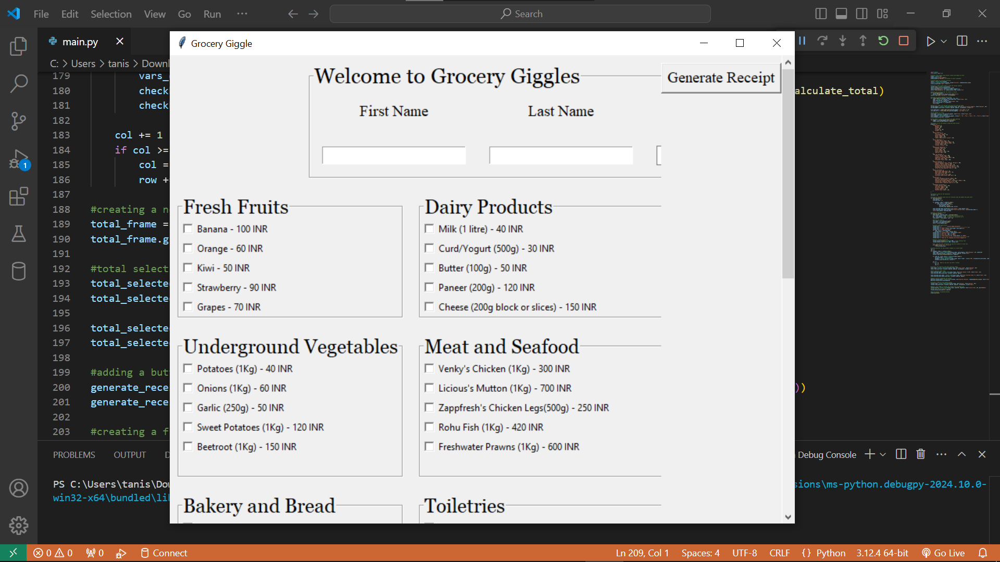 File Edit Selection View Go Run ··· Search
main.py
C: > Users > tanis > Downl
Grocery Giggle
Welcome to Grocery Giggles
Generate Receipt
First Name Last Name
Fresh Fruits
Banana - 100 INR
Orange - 60 INR
Kiwi - 50 INR
Strawberry - 90 INR
Grapes - 70 INR
Dairy Products
Milk (1 litre) - 40 INR
Curd/Yogurt (500g) - 30 INR
Butter (100g) - 50 INR
Paneer (200g) - 120 INR
Cheese (200g block or slices) - 150 INR
Underground Vegetables
Potatoes (1Kg) - 40 INR
Onions (1Kg) - 60 INR
Garlic (250g) - 50 INR
Sweet Potatoes (1Kg) - 120 INR
Beetroot (1Kg) - 150 INR
Meat and Seafood
Venky's Chicken (1Kg) - 300 INR
Licious's Mutton (1Kg) - 700 INR
Zappfresh's Chicken Legs(500g) - 250 INR
Rohu Fish (1Kg) - 420 INR
Freshwater Prawns (1Kg) - 600 INR
Bakery and Bread
Toiletries
179 vars_
180 check alculate_total)
181 check
182
183 col += 1
184 if col >=
185 col =
186 row +
187
188 #creating a n
189 total_frame =
190 total_frame.g
191
192 #total select
193 total_selecte
194 total_selecte
195
196 total_selecte
197 total_selecte
198
199 #adding a but
200 generate_rece ))
201 generate_rece
202
203 #creating a f
PROBLEMS OUTPUT D Debug Console
PS C:\Users\tanis\Dow sions\ms-python.debugpy-2024.10.0-
win32-x64\bundled\lib
1
0 0 0 Connect Ln 209, Col 1 Spaces: 4 UTF-8 CRLF {} Python 3.12.4 64-bit Go Live